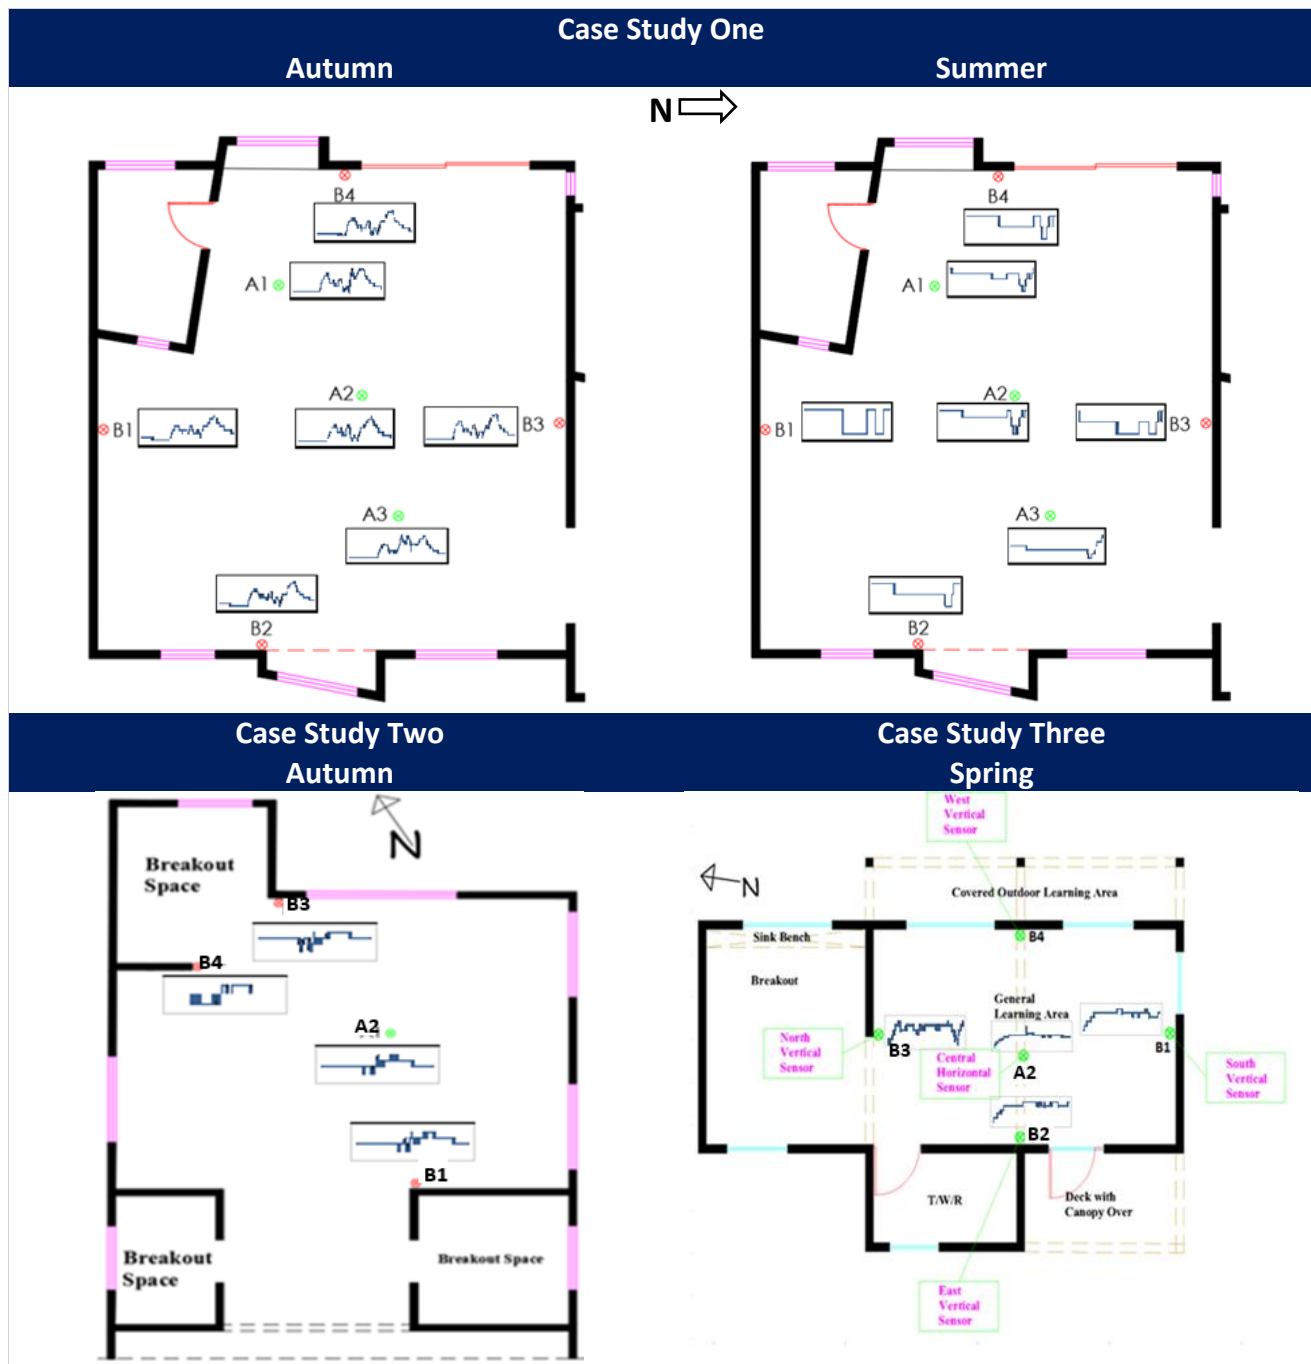 Case Study One
Autumn
Summer
N
B4
A1
A2
B1
B3
A3
B2
B4
A1
A2
B1
B3
A3
B2
Case Study Two
Autumn
Case Study Three
Spring
N
Breakout
Space
B3
B4
A2
B1
Breakout
Space
Breakout Space
West
Vertical
Sensor
N
Covered Outdoor Learning Area
Sink Bench
B4
Breakout
General
Learning Area
North
Vertical
Sensor
B3
Central
Horizontal
Sensor
A2
B1
South
Vertical
Sensor
B2
T/W/R
Deck with
Canopy Over
East
Vertical
Sensor